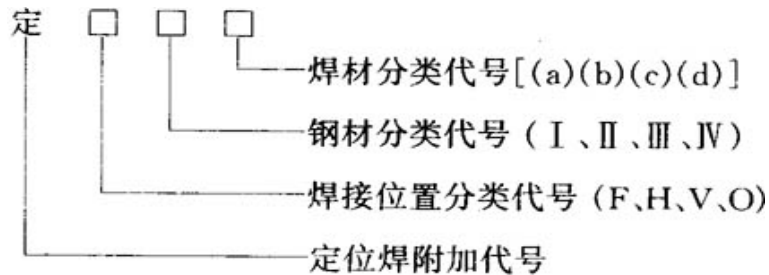 定 □ □ □
焊材分类代号[(a)(b)(c)(d)]
钢材分类代号(Ⅰ、Ⅱ、Ⅲ、Ⅳ)
焊接位置分类代号(F、H、V、O)
定位焊附加代号